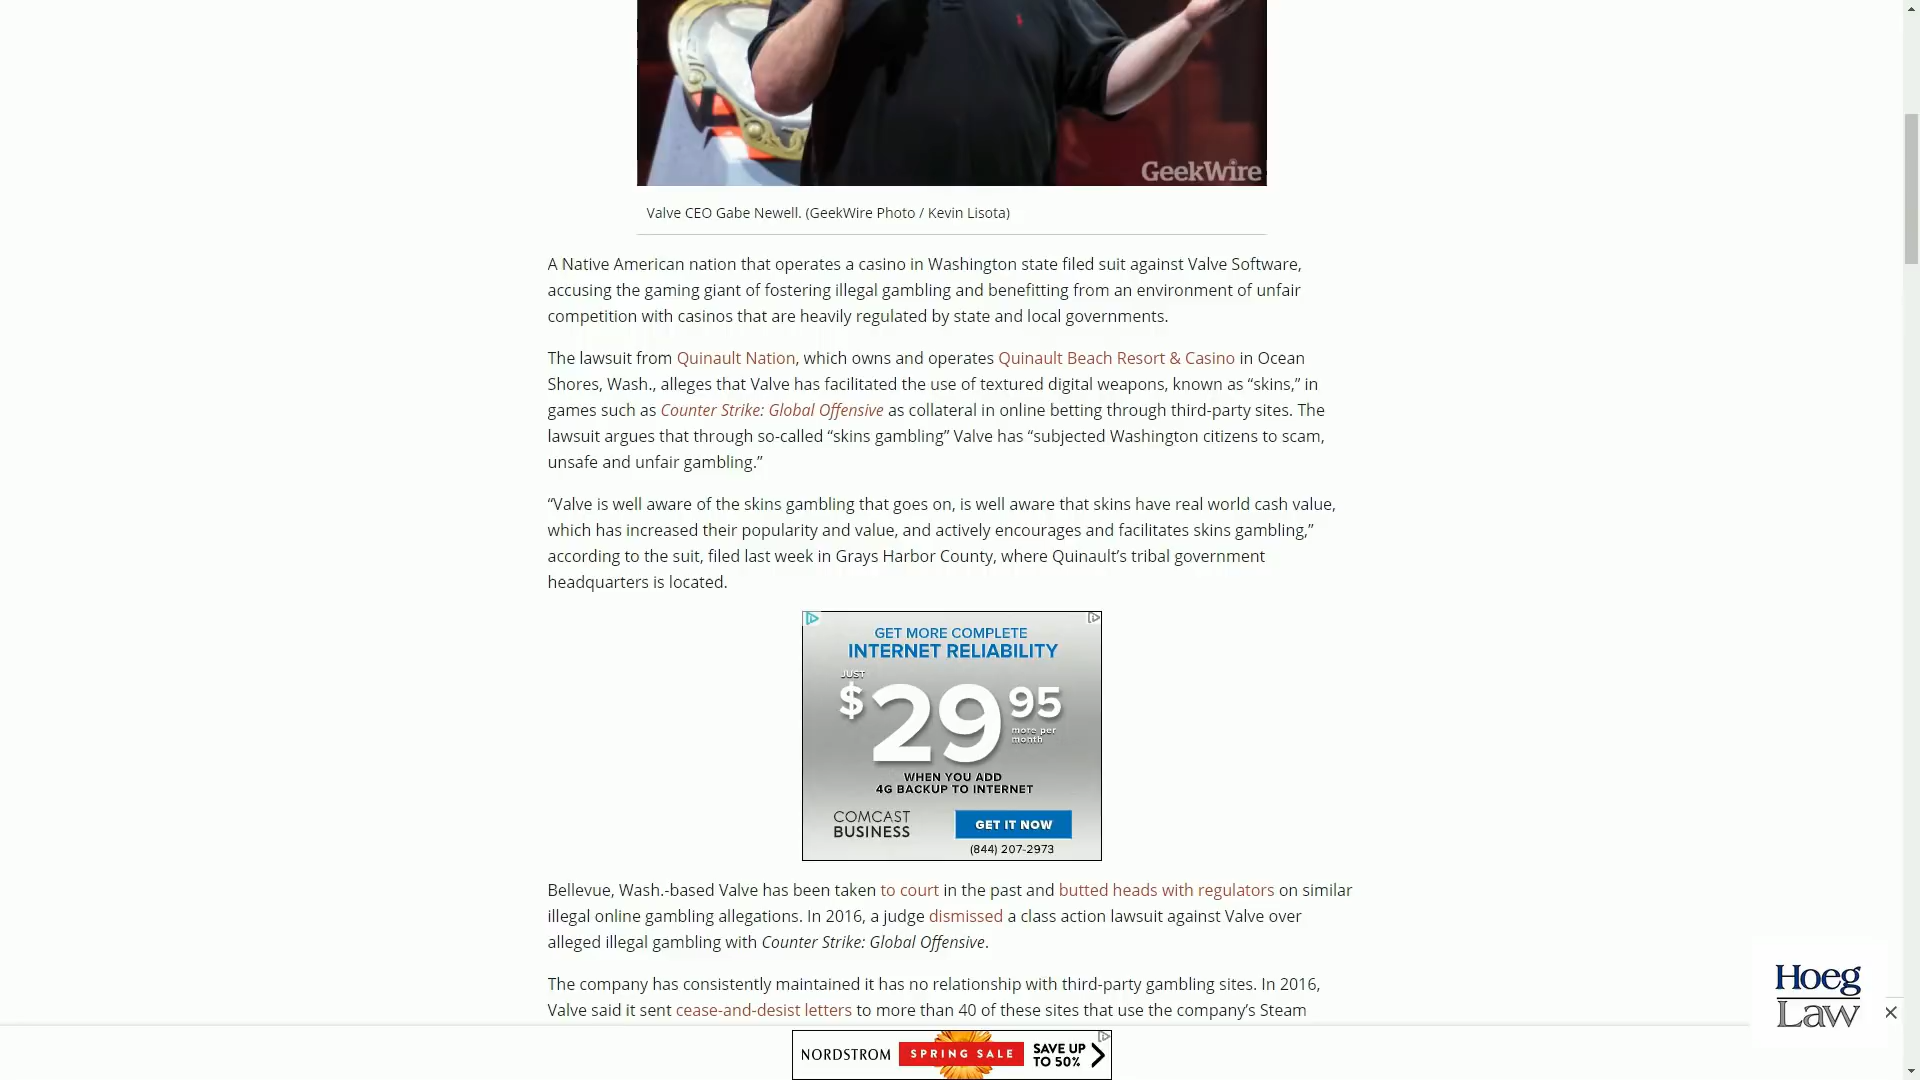 GeekWire
Valve CEO Gabe Newell. (GeekWire Photo / Kevin Lisota)
A Native American nation that operates a casino in Washington state filed suit against Valve Software,
accusing the gaming giant of fostering illegal gambling and benefitting from an environment of unfair
competition with casinos that are heavily regulated by state and local governments.
The lawsuit from Quinault Nation, which owns and operates Quinault Beach Resort & Casino in Ocean
Shores, Wash., alleges that Valve has facilitated the use of textured digital weapons, known as “skins,” in
games such as Counter Strike: Global Offensive as collateral in online betting through third-party sites. The
lawsuit argues that through so-called “skins gambling” Valve has “subjected Washington citizens to scam,
unsafe and unfair gambling.”
“Valve is well aware of the skins gambling that goes on, is well aware that skins have real world cash value,
which has increased their popularity and value, and actively encourages and facilitates skins gambling,”
according to the suit, filed last week in Grays Harbor County, where Quinault’s tribal government
headquarters is located.
GET MORE COMPLETE
INTERNET RELIABILITY
JUST
$29 95
more per
month
WHEN YOU ADD
4G BACKUP TO INTERNET
COMCAST
BUSINESS
GET IT NOW
(844) 207-2973
Bellevue, Wash.-based Valve has been taken to court in the past and butted heads with regulators on similar
illegal online gambling allegations. In 2016, a judge dismissed a class action lawsuit against Valve over
alleged illegal gambling with Counter Strike: Global Offensive.
The company has consistently maintained it has no relationship with third-party gambling sites. In 2016,
Valve said it sent cease-and-desist letters to more than 40 of these sites that use the company’s Steam
Hoeg
Law
NORDSTROM
SPRING SALE
SAVE UP
TO 50%